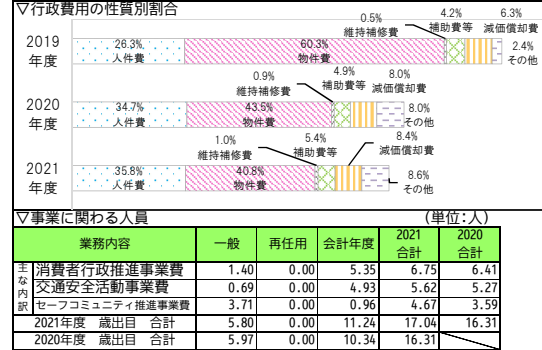 ▽行政費用の性質別割合
0.5% 4.2% 6.3%
維持補修費 補助費等 減価償却費
2019
年度
26.3% 60.3% 2.4%
人件費 物件費 その他
0.9% 4.9% 8.0%
維持補修費 補助費等 減価償却費
2020
年度
34.7% 43.5% 8.0%
人件費 物件費 その他
1.0% 5.4% 8.4%
維持補修費 補助費等 減価償却費
2021
年度
35.8% 40.8% 8.6%
人件費 物件費 その他
▽事業に関わる人員 (単位:人)
業務内容 一般 再任用 会計年度 2021合計 2020合計
主な内訳
消費者行政推進事業費 1.40 0.00 5.35 6.75 6.41
交通安全活動事業費 0.69 0.00 4.93 5.62 5.27
セーフコミュニティ推進事業費 3.71 0.00 0.96 4.67 3.59
2021年度 歳出目 合計 5.80 0.00 11.24 17.04 16.31
2020年度 歳出目 合計 5.97 0.00 10.34 16.31